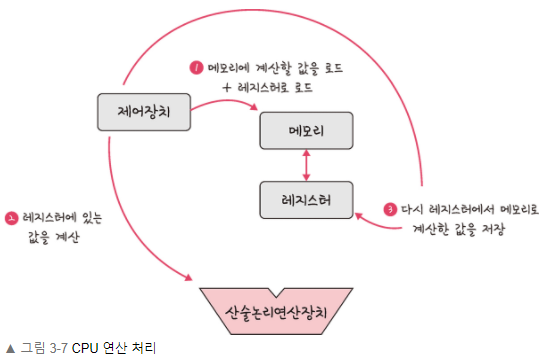 1 메모리에 계산할 값을 로드
+ 레지스터로 로드
제어장치
메모리
레지스터
2 레지스터에 있는
값을 계산
3 다시 레지스터에서 메모리로
계산한 값을 저장
산술논리연산장치
▲ 그림 3-7 CPU 연산 처리